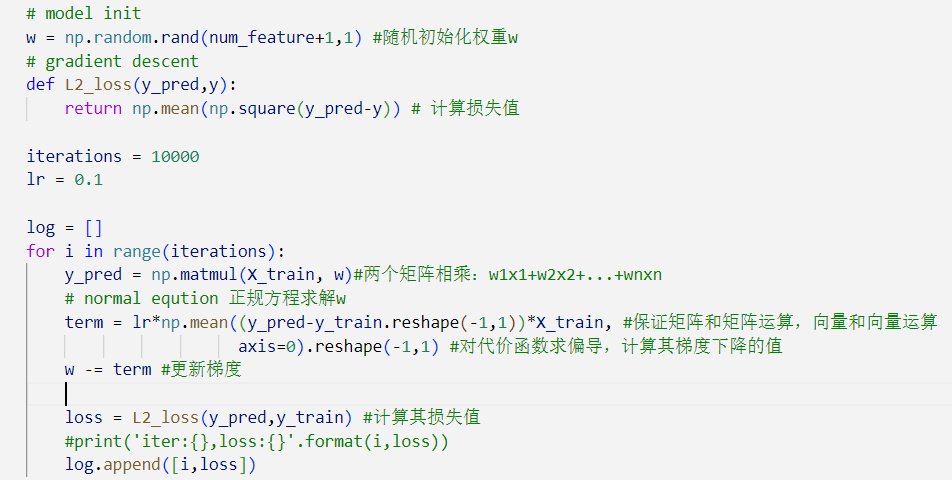 # model init
w = np.random.rand(num_feature+1,1) #随机初始化权重w
# gradient descent
def L2_loss(y_pred,y):
    return np.mean(np.square(y_pred-y)) # 计算损失值
iterations = 10000
lr = 0.1
log = []
for i in range(iterations):
    y_pred = np.matmul(X_train, w)#两个矩阵相乘：w1x1+w2x2+...+wnxn
    # normal eqution 正规方程求解w
    term = lr*np.mean((y_pred-y_train.reshape(-1,1))*X_train, #保证矩阵和矩阵运算，向量和向量运算
                      axis=0).reshape(-1,1) #对代价函数求偏导，计算其梯度下降的值
    w -= term #更新梯度
    loss = L2_loss(y_pred,y_train) #计算其损失值
    #print('iter:{},loss:{}'.format(i,loss))
    log.append([i,loss])